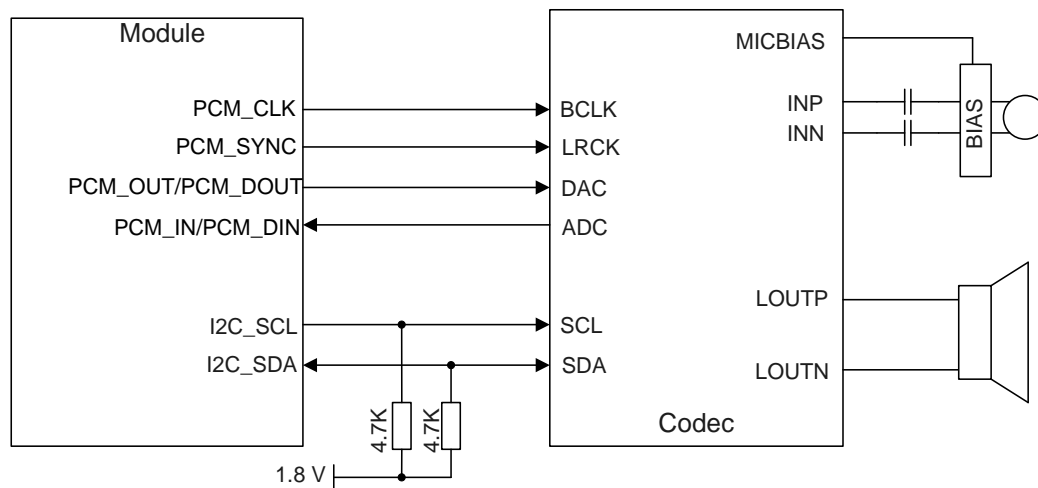 Module
PCM_CLK
PCM_SYNC
PCM_OUT/PCM_DOUT
PCM_IN/PCM_DIN
I2C_SCL
I2C_SDA
4.7K
4.7K
1.8 V
BCLK
LRCK
DAC
ADC
SCL
SDA
Codec
MICBIAS
INP
INN
LOUTP
LOUTN
BIAS